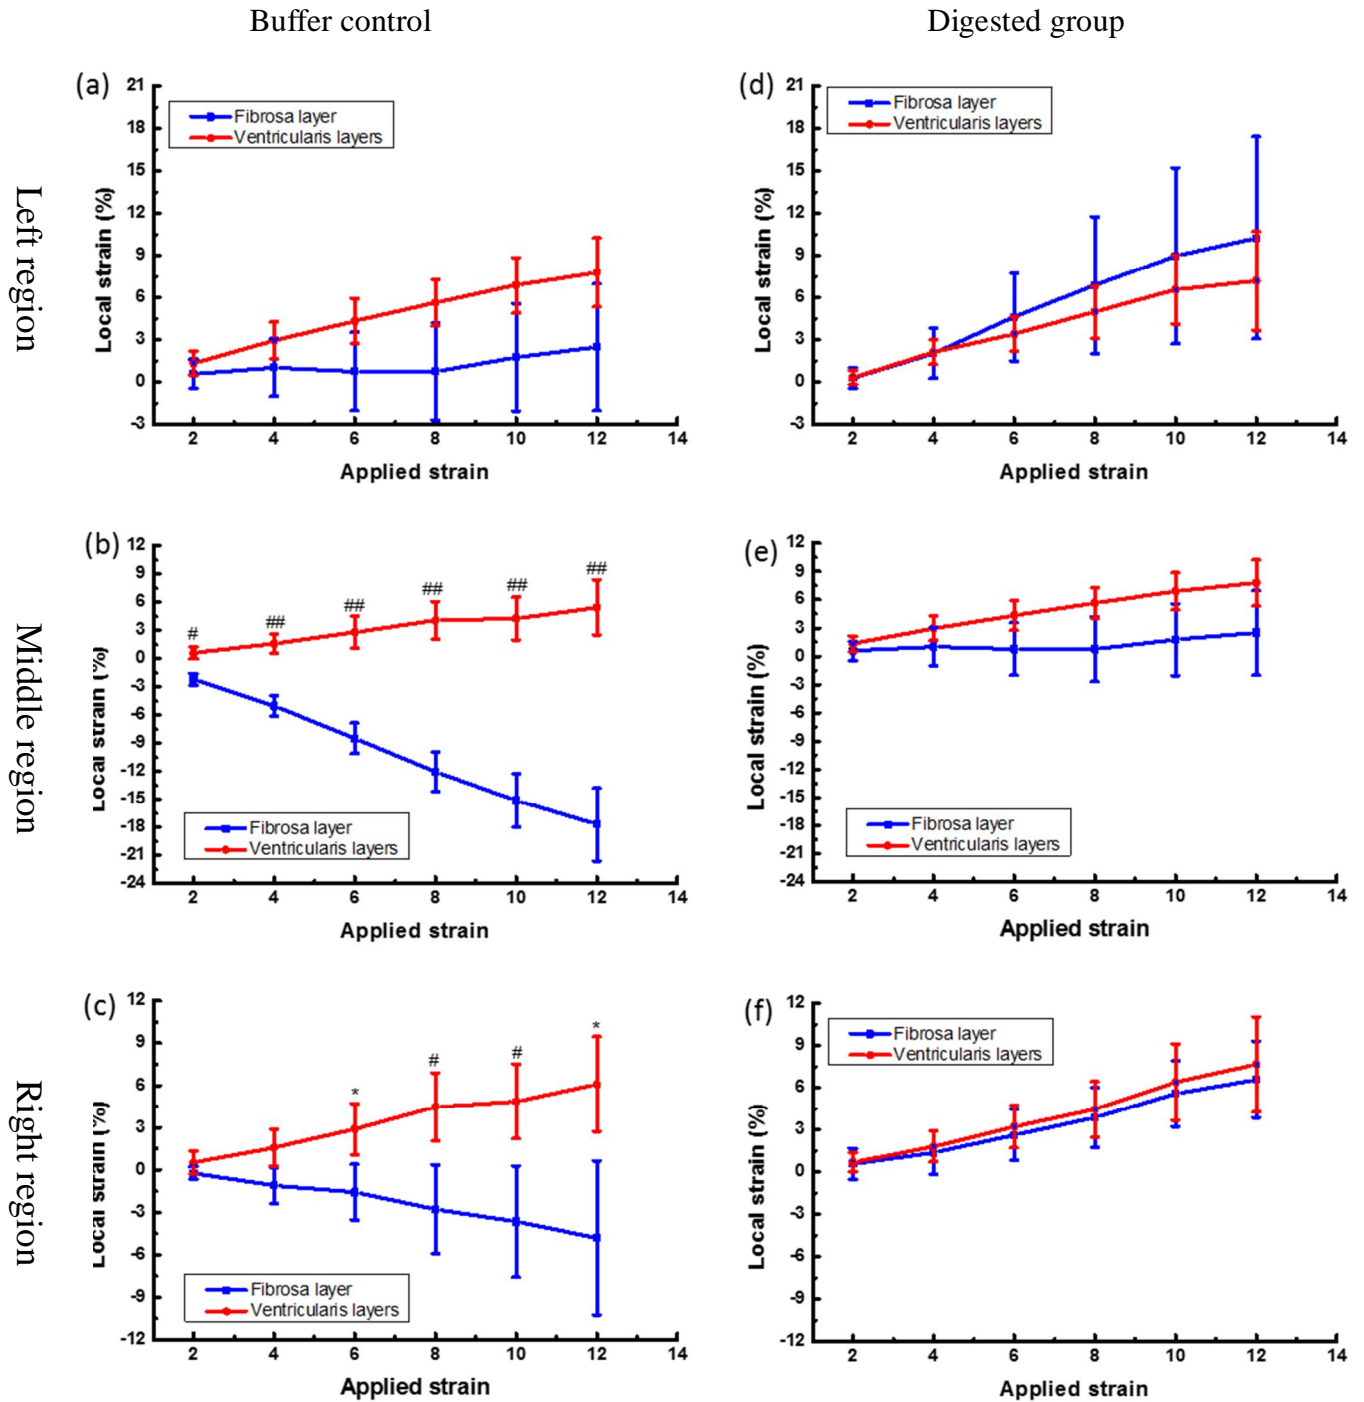 Buffer control
Digested group
Left region
Middle region
Right region
(a)
21
18
15
12
9
6
3
0
-3
Local strain (%)
Fibrosa layer
Ventricularis layers
2 4 6 8 10 12 14
Applied strain
(d)
21
18
15
12
9
6
3
0
-3
Local strain (%)
Fibrosa layer
Ventricularis layers
2 4 6 8 10 12 14
Applied strain
(b)
12
9
6
3
0
-3
-6
-9
-12
-15
-18
-21
-24
Local strain (%)
# ## ## ## ## ##
Fibrosa layer
Ventricularis layers
2 4 6 8 10 12 14
Applied strain
(e)
12
9
6
3
0
-3
-6
-9
-12
-15
-18
-21
-24
Local strain (%)
Fibrosa layer
Ventricularis layers
2 4 6 8 10 12 14
Applied strain
(c)
12
9
6
3
0
-3
-6
-9
-12
Local strain (%)
* # # *
Fibrosa layer
Ventricularis layers
2 4 6 8 10 12 14
Applied strain
(f)
12
9
6
3
0
-3
-6
-9
-12
Local strain (%)
Fibrosa layer
Ventricularis layers
2 4 6 8 10 12 14
Applied strain